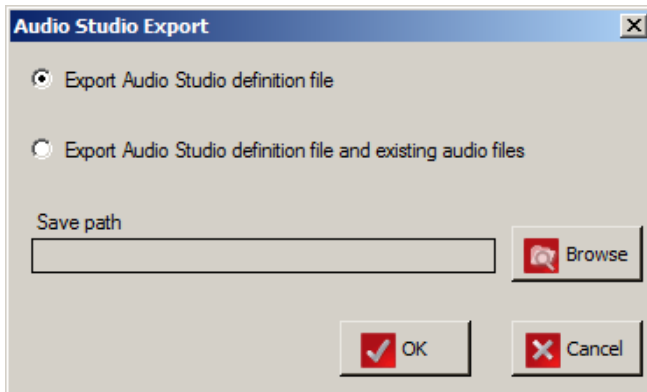 Audio Studio Export
Export Audio Studio definition file
Export Audio Studio definition file and existing audio files
Save path
Browse
OK
Cancel